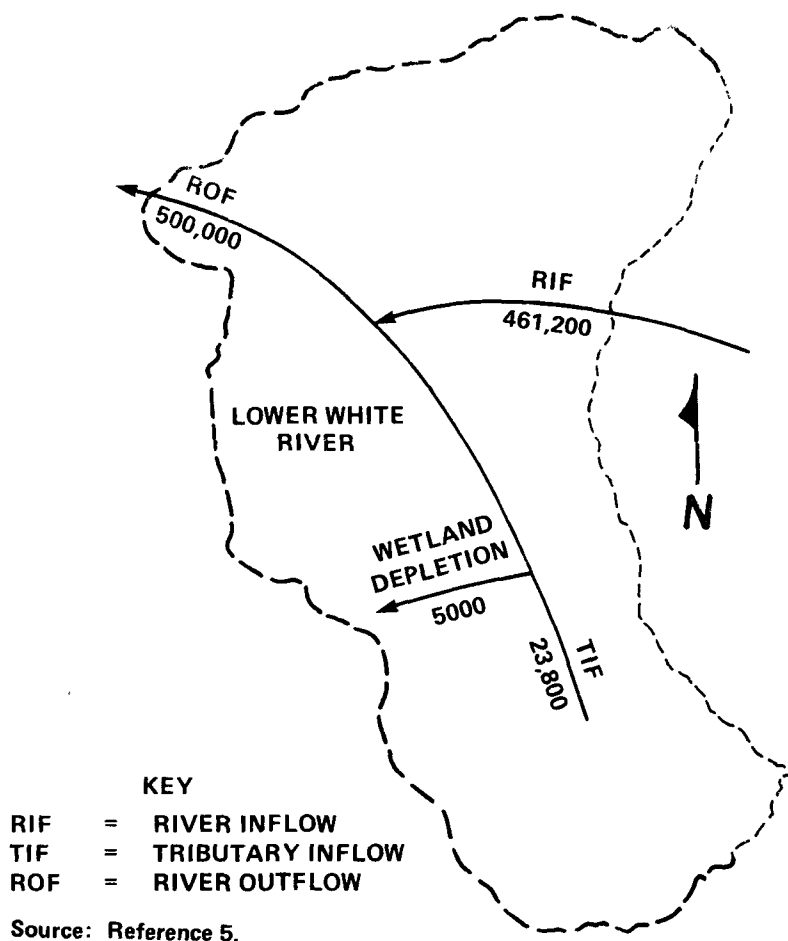 ROF
500,000
RIF
461,200
LOWER WHITE
RIVER
N
WETLAND
DEPLETION
5000
TIF
23,800
KEY
RIF = RIVER INFLOW
TIF = TRIBUTARY INFLOW
ROF = RIVER OUTFLOW
Source: Reference 5.